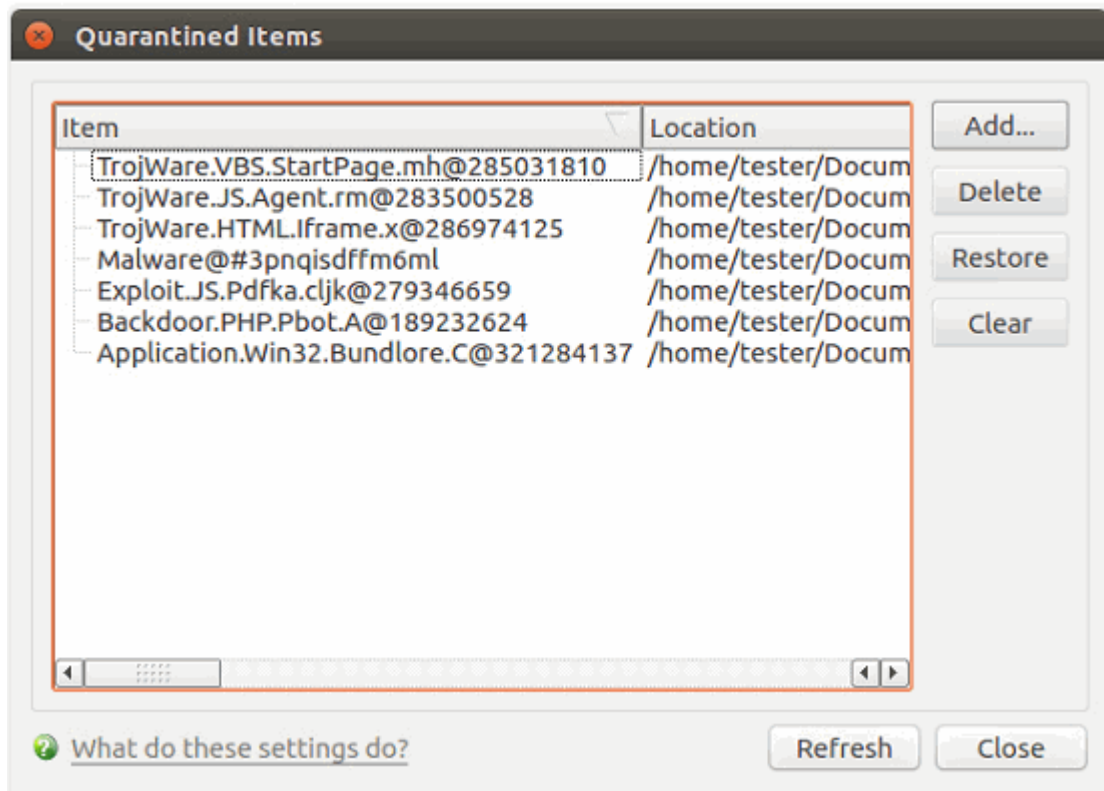 Quarantined Items
Item Location
TrojWare.VBS.StartPage.mh@285031810 /home/tester/Docum
TrojWare.JS.Agent.rm@283500528 /home/tester/Docum
TrojWare.HTML.Iframe.x@286974125 /home/tester/Docum
Malware@#3pnqisdffm6ml /home/tester/Docum
Exploit.JS.Pdfka.cljk@279346659 /home/tester/Docum
Backdoor.PHP.Pbot.A@189232624 /home/tester/Docum
Application.Win32.Bundlore.C@321284137 /home/tester/Docum
Add...
Delete
Restore
Clear
What do these settings do?
Refresh
Close